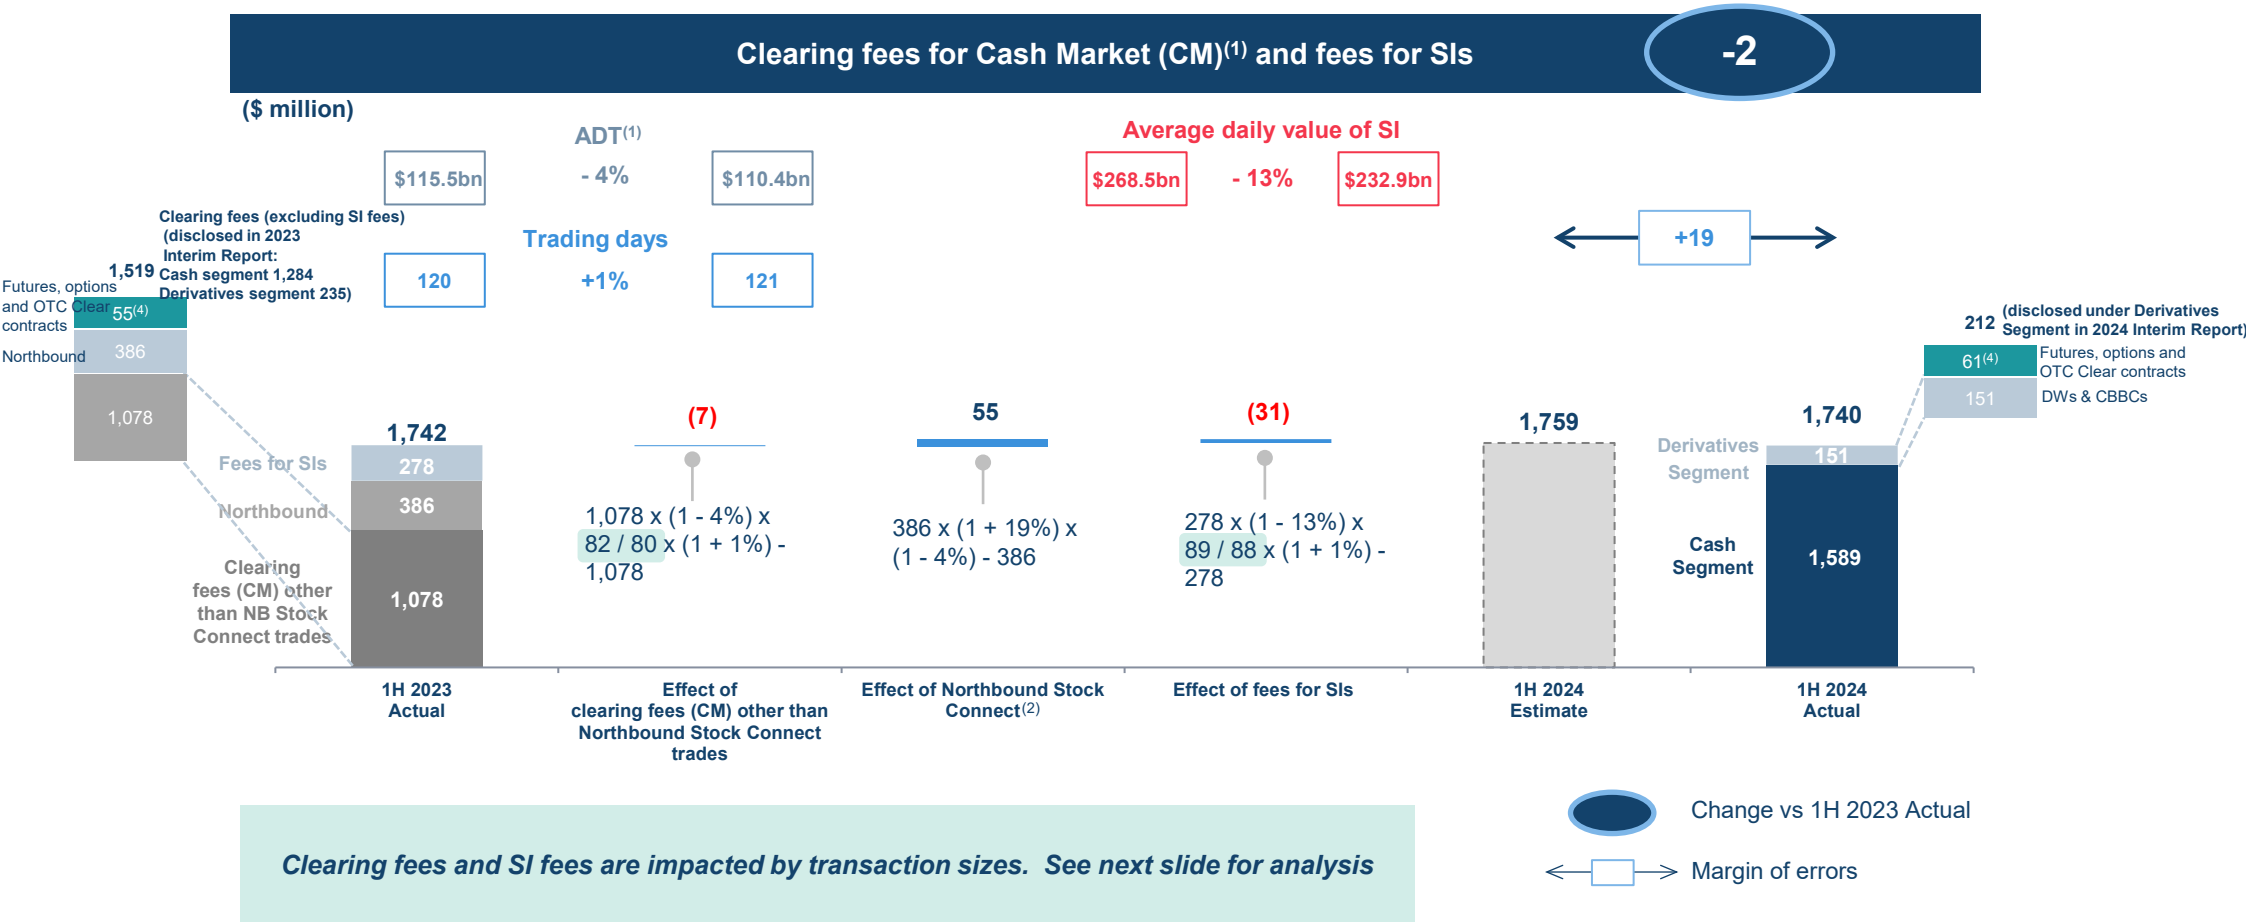 Clearing fees for Cash Market (CM)(1) and fees for SIs
-2
($ million)
ADT(1)
$115.5bn
- 4%
$110.4bn
Average daily value of SI
$268.5bn
- 13%
$232.9bn
Trading days
120
+1%
121
+19
Clearing fees (excluding SI fees)
(disclosed in 2023
Interim Report:
1,519
Cash segment 1,284
Derivatives segment 235)
Futures, options
and OTC Clear
contracts
55(4)
Northbound
386
1,078
1,742
Fees for SIs
278
Northbound
386
Clearing
fees (CM) other
than NB Stock
Connect trades
1,078
(7)
1,078 x (1 - 4%) x
82 / 80 x (1 + 1%) -
1,078
55
386 x (1 + 19%) x
(1 - 4%) - 386
(31)
278 x (1 - 13%) x
89 / 88 x (1 + 1%) -
278
1,759
1,740
Derivatives
Segment
151
Cash
Segment
1,589
212
(disclosed under Derivatives
Segment in 2024 Interim Report)
61(4)
Futures, options and
OTC Clear contracts
151
DWs & CBBCs
1H 2023
Actual
Effect of
clearing fees (CM) other than
Northbound Stock Connect
trades
Effect of Northbound Stock
Connect(2)
Effect of fees for SIs
1H 2024
Estimate
1H 2024
Actual
Clearing fees and SI fees are impacted by transaction sizes.  See next slide for analysis
Change vs 1H 2023 Actual
Margin of errors